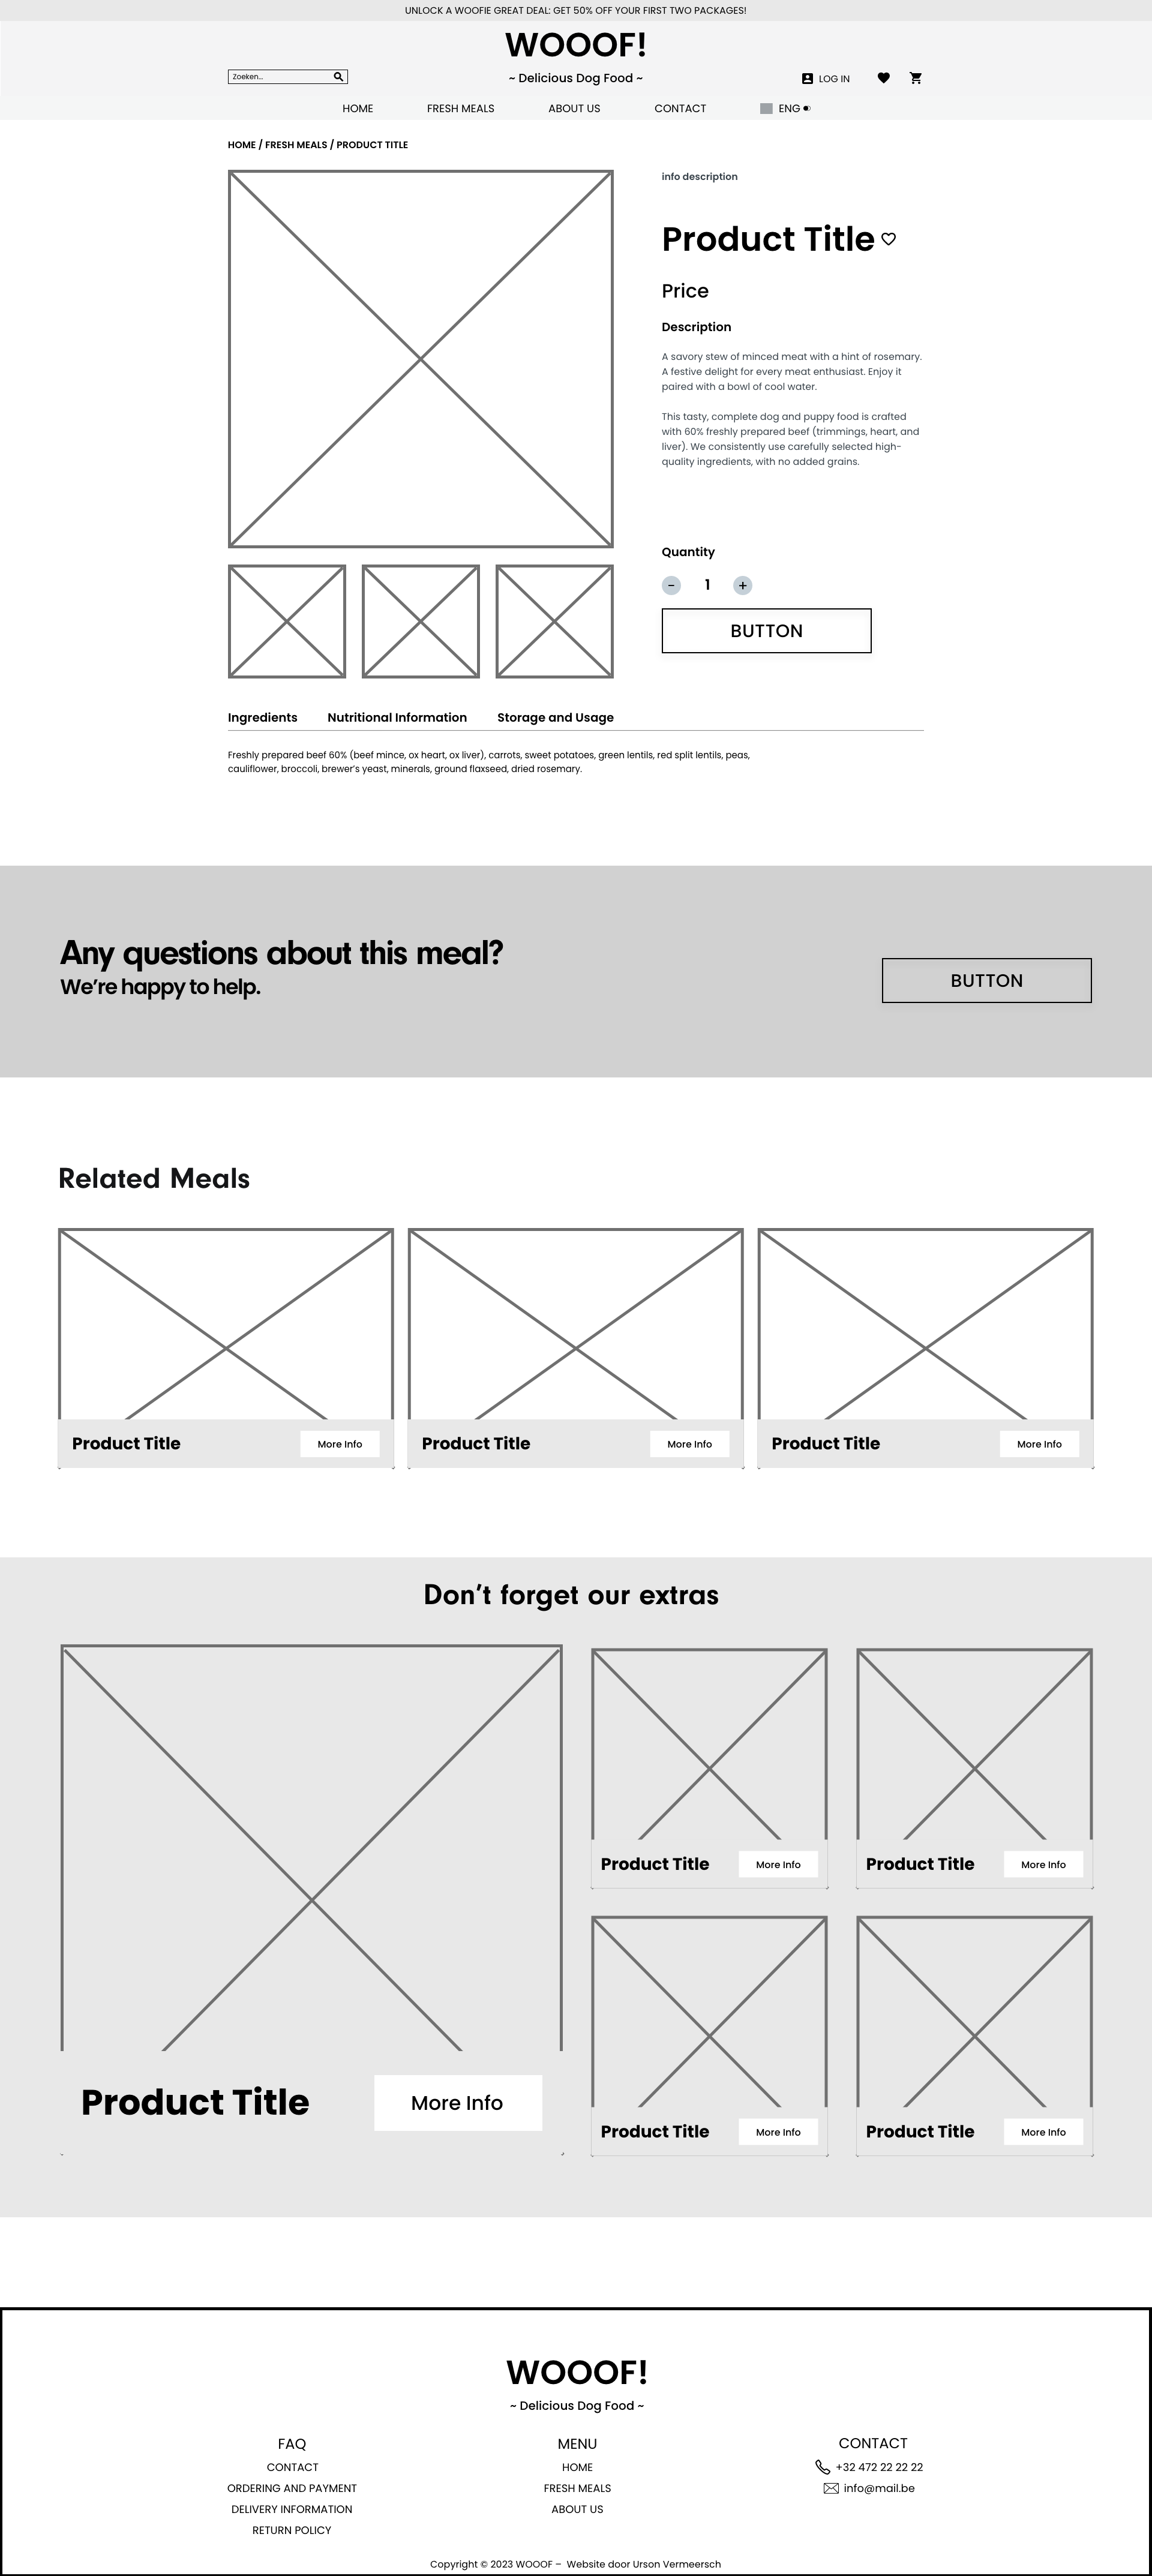 UNLOCK A WOOFIE GREAT DEAL: GET 50% OFF YOUR FIRST TWO PACKAGES!
WOOOF!
~ Delicious Dog Food ~
Zoeken...
LOG IN
HOME
FRESH MEALS
ABOUT US
CONTACT
ENG
HOME / FRESH MEALS / PRODUCT TITLE
info description
Product Title
Price
Description
A savory stew of minced meat with a hint of rosemary.
A festive delight for every meat enthusiast. Enjoy it
paired with a bowl of cool water.
This tasty, complete dog and puppy food is crafted
with 60% freshly prepared beef (trimmings, heart, and
liver). We consistently use carefully selected high-
quality ingredients, with no added grains.
Quantity
- 1 +
BUTTON
Ingredients
Nutritional Information
Storage and Usage
Freshly prepared beef 60% (beef mince, ox heart, ox liver), carrots, sweet potatoes, green lentils, red split lentils, peas,
cauliflower, broccoli, brewer's yeast, minerals, ground flaxseed, dried rosemary.
Any questions about this meal?
We're happy to help.
BUTTON
Related Meals
Product Title
More Info
Product Title
More Info
Product Title
More Info
Don't forget our extras
Product Title
More Info
Product Title
More Info
Product Title
More Info
Product Title
More Info
Product Title
More Info
WOOOF!
~ Delicious Dog Food ~
FAQ
CONTACT
ORDERING AND PAYMENT
DELIVERY INFORMATION
RETURN POLICY
MENU
HOME
FRESH MEALS
ABOUT US
CONTACT
+32 472 22 22 22
info@mail.be
Copyright © 2023 WOOOF – Website door Urson Vermeersch